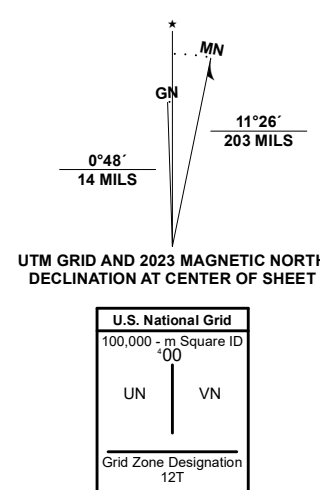 ★
MN
GN
11°26´
203 MILS
0°48´
14 MILS
UTM GRID AND 2023 MAGNETIC NORTH
DECLINATION AT CENTER OF SHEET
U.S. National Grid
100,000 - m Square ID
⁴00
UN VN
Grid Zone Designation
12T